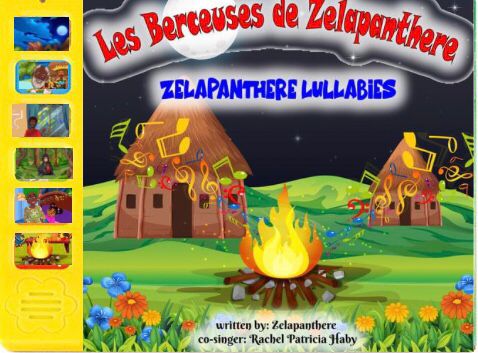 Les Berceuses de Zelapanthere
ZELAPANTHERE LULLABIES
written by: Zelapanthere
co-singer: Rachel Patricia Haby